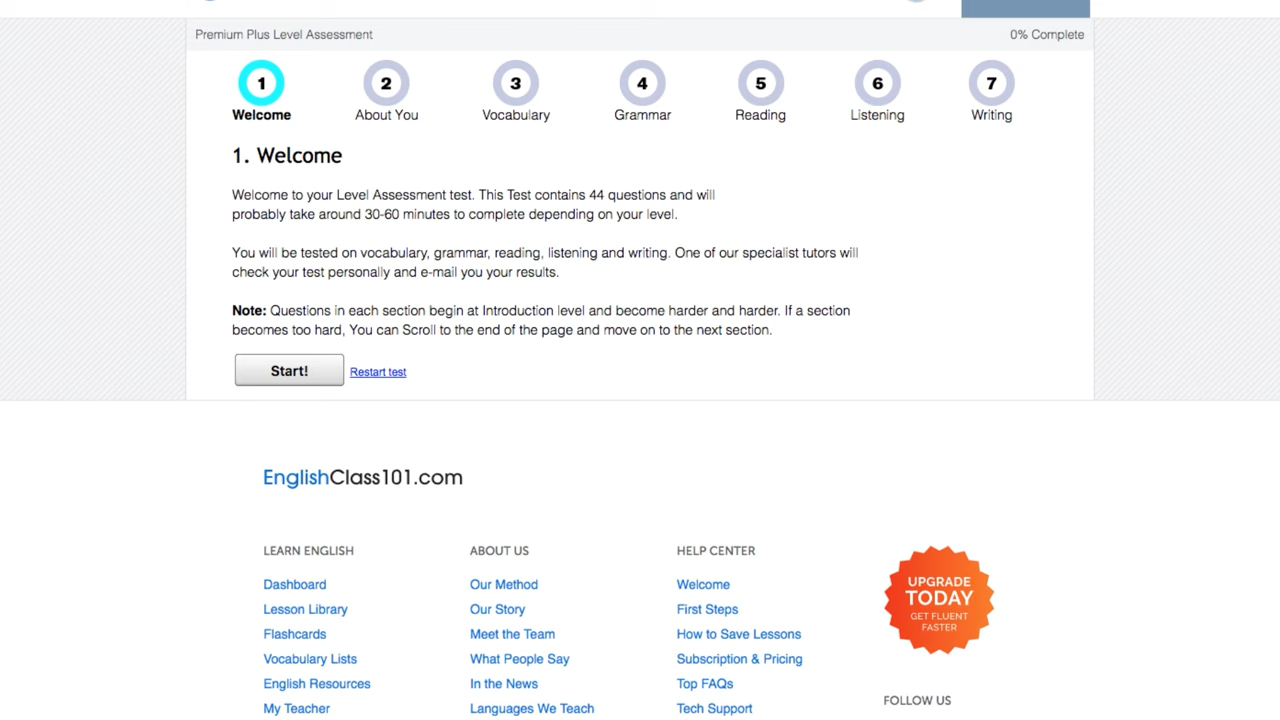 Premium Plus Level Assessment
0% Complete
1 2 3 4 5 6 7
Welcome About You Vocabulary Grammar Reading Listening Writing
1. Welcome
Welcome to your Level Assessment test. This Test contains 44 questions and will
probably take around 30-60 minutes to complete depending on your level.
You will be tested on vocabulary, grammar, reading, listening and writing. One of our specialist tutors will
check your test personally and e-mail you your results.
Note: Questions in each section begin at Introduction level and become harder and harder. If a section
becomes too hard, You can Scroll to the end of the page and move on to the next section.
Start! Restart test
EnglishClass101.com
LEARN ENGLISH
Dashboard
Lesson Library
Flashcards
Vocabulary Lists
English Resources
My Teacher
ABOUT US
Our Method
Our Story
Meet the Team
What People Say
In the News
Languages We Teach
HELP CENTER
Welcome
First Steps
How to Save Lessons
Subscription & Pricing
Top FAQs
Tech Support
UPGRADE
TODAY
GET FLUENT
FASTER
FOLLOW US